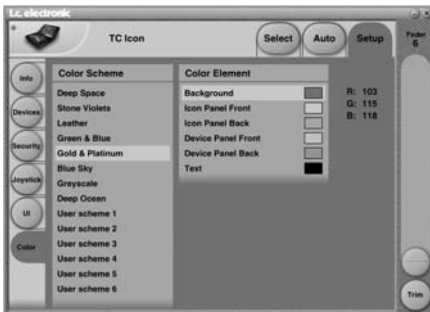 t.c. electronic
TC Icon
Select
Auto
Setup
Fader
6
Info
Devices
Security
Joystick
UI
Color
Color Scheme
Deep Space
Stone Violets
Leather
Green & Blue
Gold & Platinum
Blue Sky
Greyscale
Deep Ocean
User scheme 1
User scheme 2
User scheme 3
User scheme 4
User scheme 5
User scheme 6
Color Element
Background
Icon Panel Front
Icon Panel Back
Device Panel Front
Device Panel Back
Text
R: 103
G: 115
B: 118
Trim